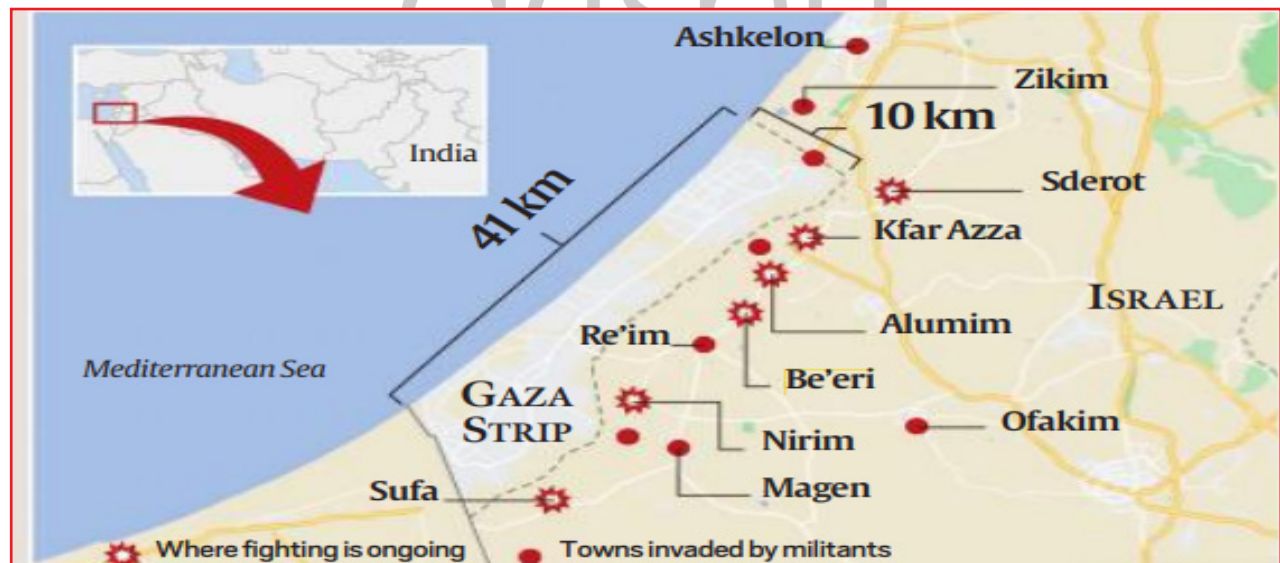 Ashkelon
Zikim
10 km
India
Sderot
41 km
Kfar Azza
ISRAEL
Alumim
Re'im
Mediterranean Sea
Be'eri
GAZA
STRIP
Ofakim
Nirim
Magen
Sufa
Where fighting is ongoing
Towns invaded by militants